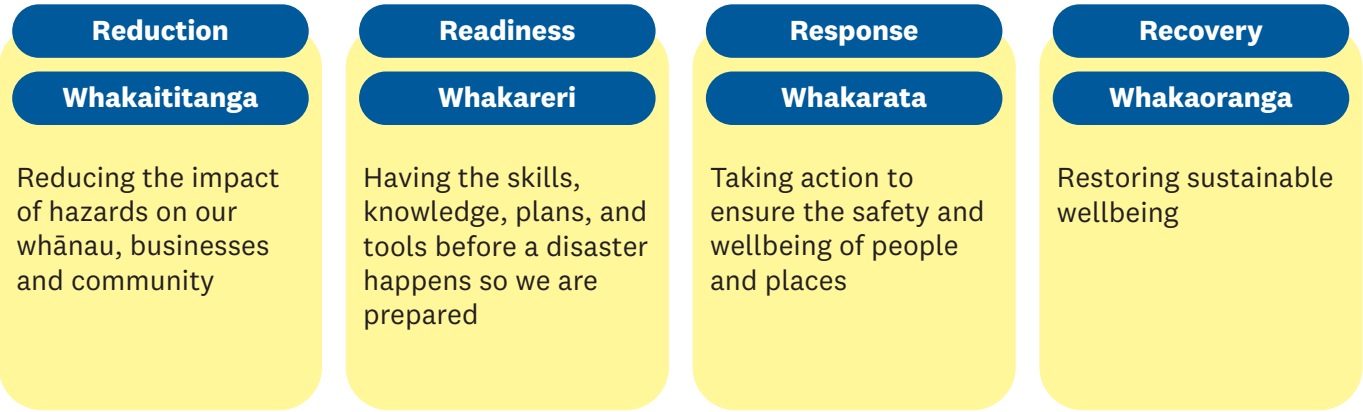 Reduction
Whakaititanga
Reducing the impact
of hazards on our
whānau, businesses
and community
Readiness
Whakareri
Having the skills,
knowledge, plans, and
tools before a disaster
happens so we are
prepared
Response
Whakarata
Taking action to
ensure the safety and
wellbeing of people
and places
Recovery
Whakaoranga
Restoring sustainable
wellbeing